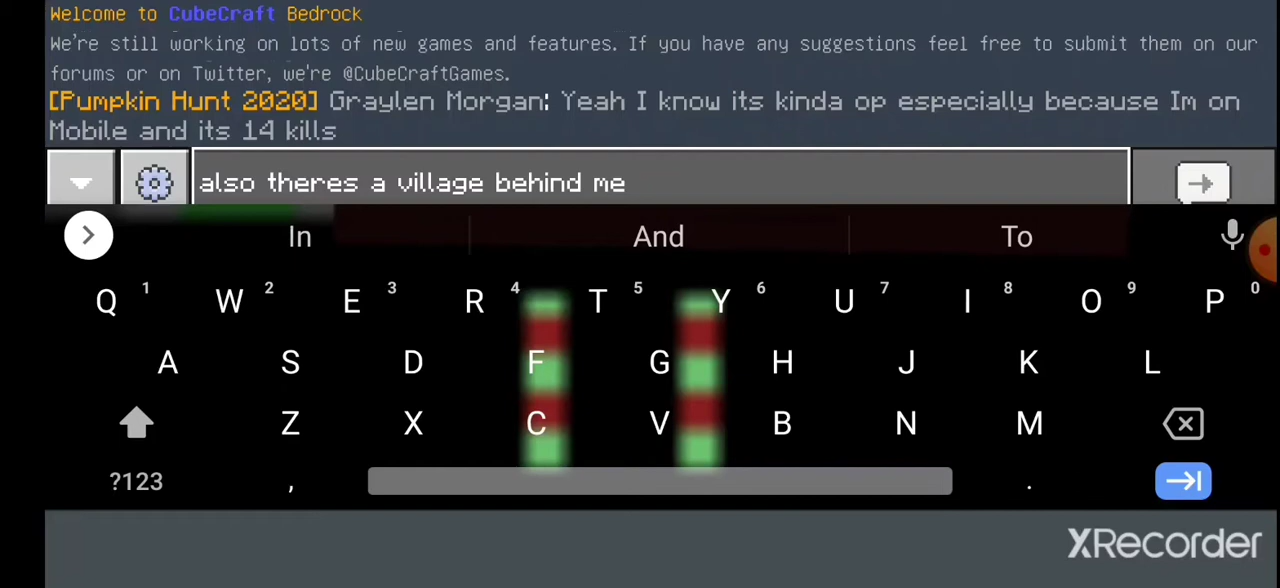 Welcome to CubeCraft Bedrock
We're still working on lots of new games and features. If you have any suggestions feel free to submit them on our
forums or on Twitter, we're @CubeCraftGames.
[Pumpkin Hunt 2020] Graylen Morgan: Yeah I know its kinda op especially because Im on
Mobile and its 14 kills
also theres a village behind me
In And To
Q 1 W 2 E 3 R 4 T 5 Y 6 U 7 I 8 O 9 P 0
A S D F G H J K L
Z X C V B N M
?123 , .
XRecorder